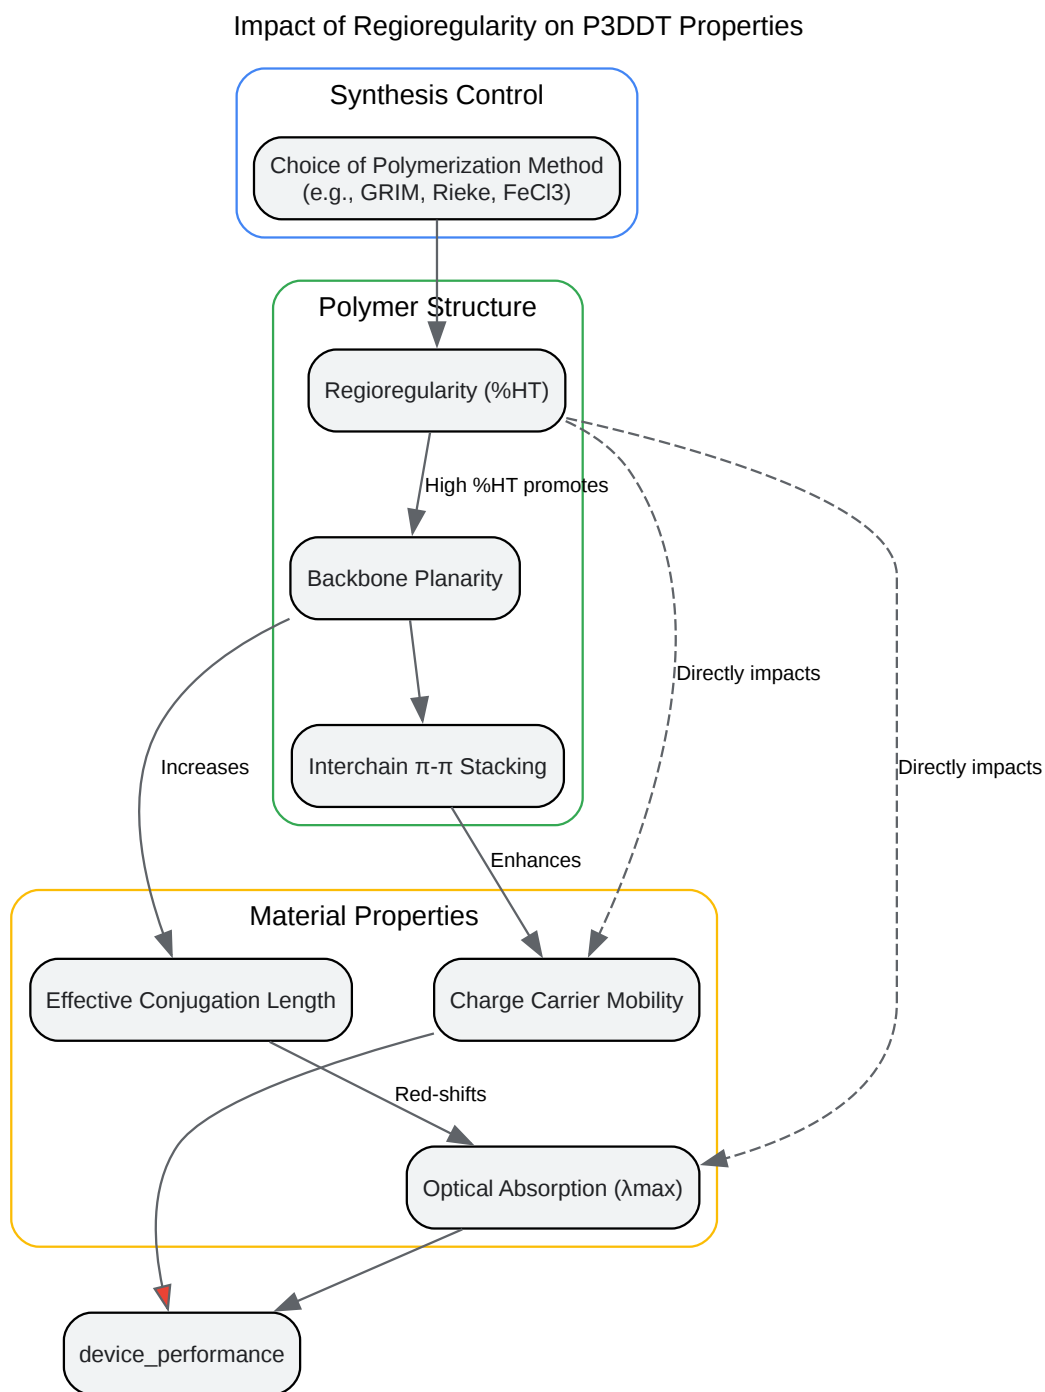 Impact of Regioregularity on P3DDT Properties
Synthesis Control
Choice of Polymerization Method
(e.g., GRIM, Rieke, FeCl3)
Polymer Structure
Regioregularity (%HT)
High %HT promotes
Backbone Planarity
Directly impacts
Interchain π-π Stacking
Increases
Directly impacts
Enhances
Material Properties
Effective Conjugation Length
Charge Carrier Mobility
Red-shifts
Optical Absorption (λmax)
device_performance